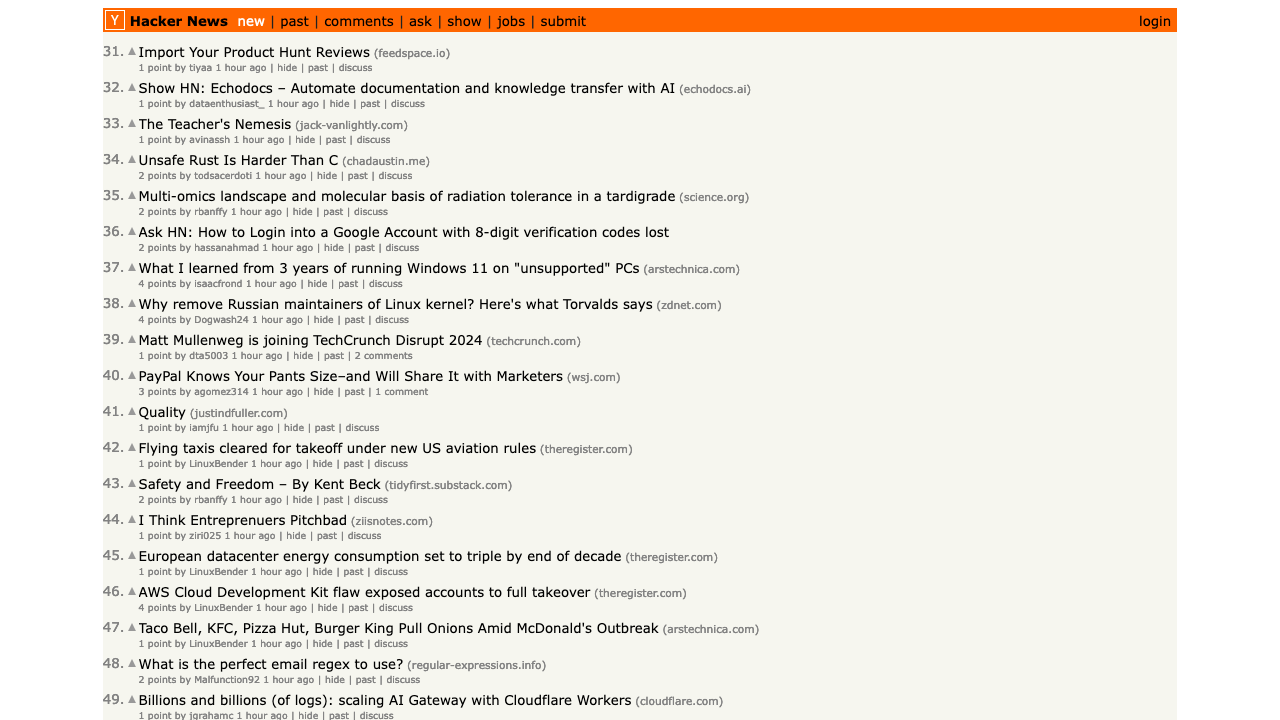 Y Hacker News new | past | comments | ask | show | jobs | submit login
31. Import Your Product Hunt Reviews (feedspace.io)
1 point by tiyaa 1 hour ago | hide | past | discuss
32. Show HN: Echodocs – Automate documentation and knowledge transfer with AI (echodocs.ai)
1 point by dataenthusiast_ 1 hour ago | hide | past | discuss
33. The Teacher's Nemesis (jack-vanlightly.com)
1 point by avinassh 1 hour ago | hide | past | discuss
34. Unsafe Rust Is Harder Than C (chadaustin.me)
2 points by todsacerdoti 1 hour ago | hide | past | discuss
35. Multi-omics landscape and molecular basis of radiation tolerance in a tardigrade (science.org)
2 points by rbanffy 1 hour ago | hide | past | discuss
36. Ask HN: How to Login into a Google Account with 8-digit verification codes lost
2 points by hassanahmad 1 hour ago | hide | past | discuss
37. What I learned from 3 years of running Windows 11 on "unsupported" PCs (arstechnica.com)
4 points by isaacfrond 1 hour ago | hide | past | discuss
38. Why remove Russian maintainers of Linux kernel? Here's what Torvalds says (zdnet.com)
4 points by Dogwash24 1 hour ago | hide | past | discuss
39. Matt Mullenweg is joining TechCrunch Disrupt 2024 (techcrunch.com)
1 point by dta5003 1 hour ago | hide | past | 2 comments
40. PayPal Knows Your Pants Size–and Will Share It with Marketers (wsj.com)
3 points by agomez314 1 hour ago | hide | past | 1 comment
41. Quality (justindfuller.com)
1 point by iamjfu 1 hour ago | hide | past | discuss
42. Flying taxis cleared for takeoff under new US aviation rules (theregister.com)
1 point by LinuxBender 1 hour ago | hide | past | discuss
43. Safety and Freedom – By Kent Beck (tidyfirst.substack.com)
2 points by rbanffy 1 hour ago | hide | past | discuss
44. I Think Entreprenuers Pitchbad (ziisnotes.com)
1 point by ziri025 1 hour ago | hide | past | discuss
45. European datacenter energy consumption set to triple by end of decade (theregister.com)
1 point by LinuxBender 1 hour ago | hide | past | discuss
46. AWS Cloud Development Kit flaw exposed accounts to full takeover (theregister.com)
4 points by LinuxBender 1 hour ago | hide | past | discuss
47. Taco Bell, KFC, Pizza Hut, Burger King Pull Onions Amid McDonald's Outbreak (arstechnica.com)
1 point by LinuxBender 1 hour ago | hide | past | discuss
48. What is the perfect email regex to use? (regular-expressions.info)
2 points by Malfunction92 1 hour ago | hide | past | discuss
49. Billions and billions (of logs): scaling AI Gateway with Cloudflare Workers (cloudflare.com)
1 point by jgrahamc 1 hour ago | hide | past | discuss